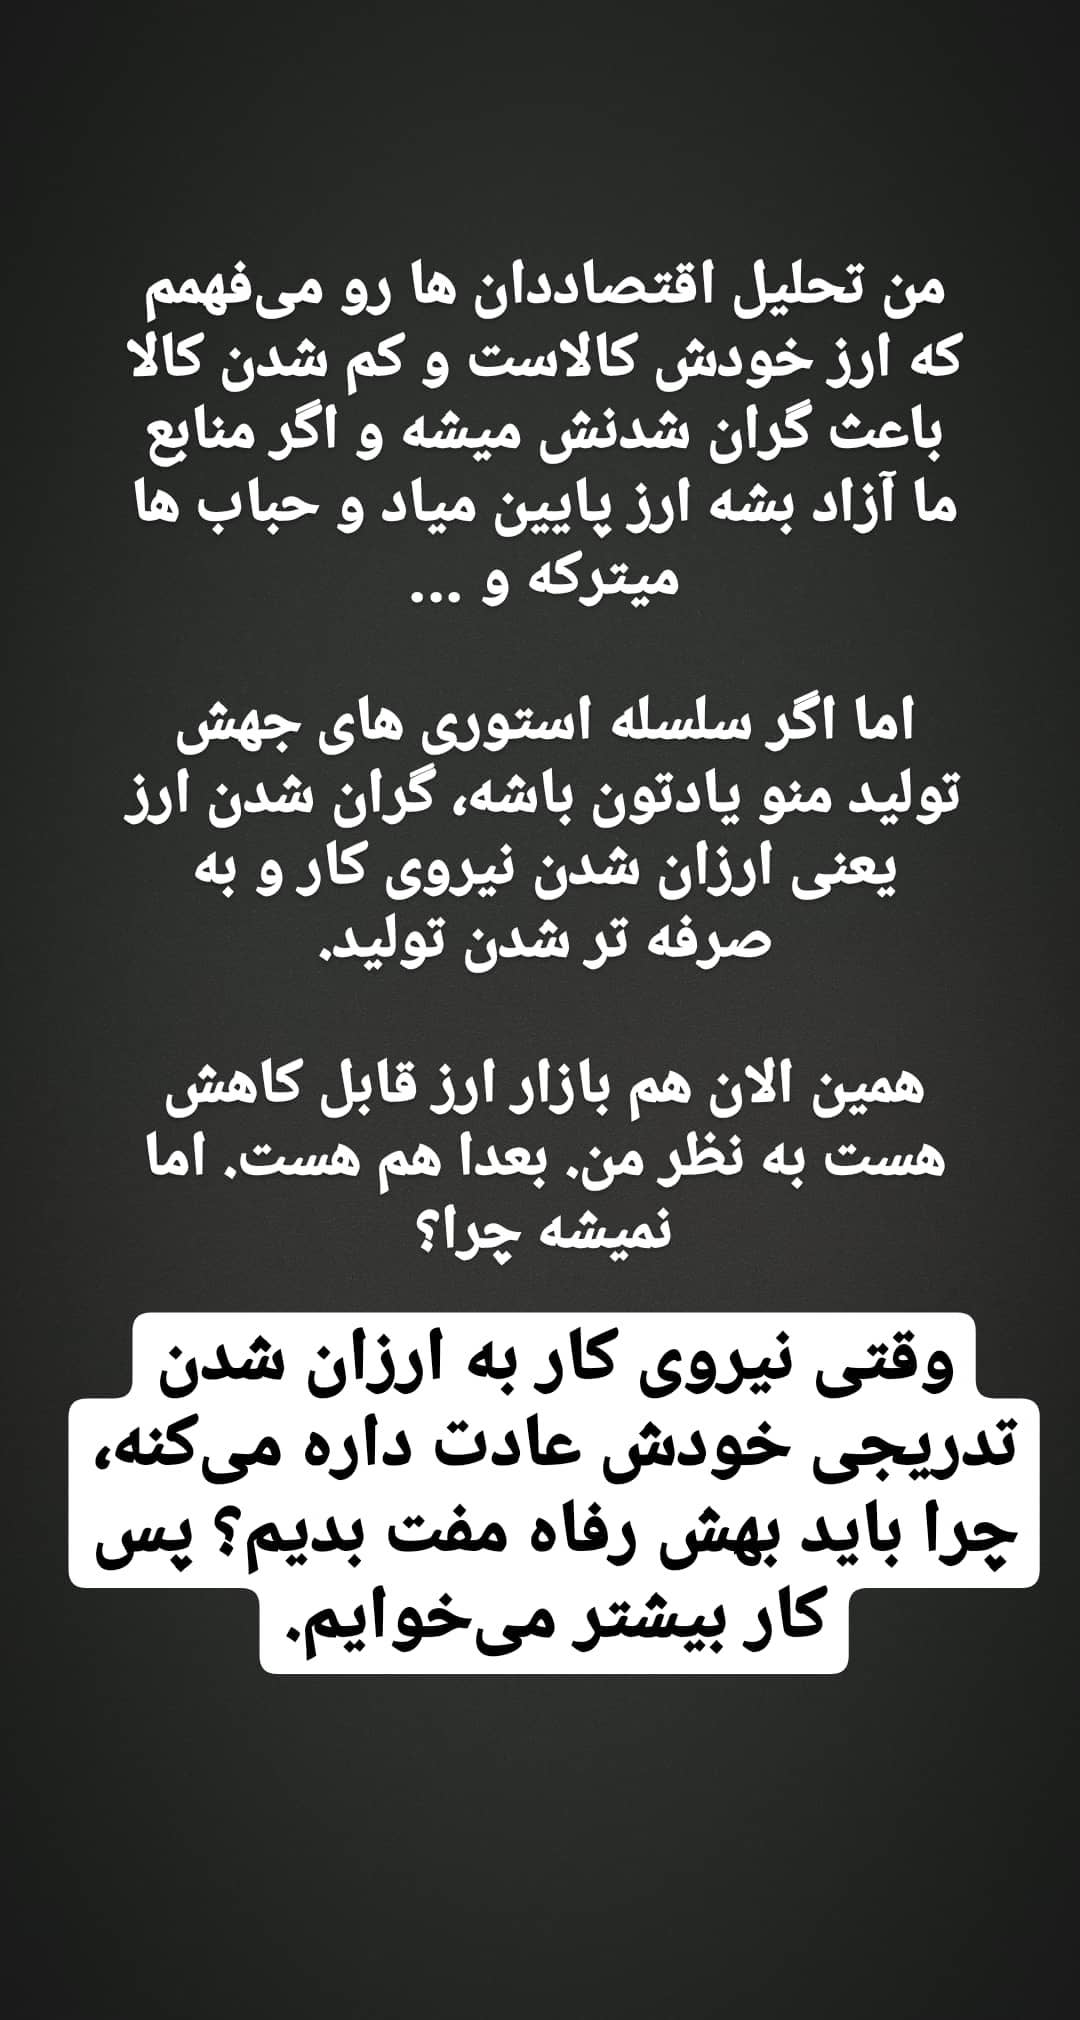 من تحلیل اقتصاددان ها رو می‌فهمم
که ارز خودش کالاست و کم شدن کالا
باعث گران شدنش میشه و اگر منابع
ما آزاد بشه ارز پایین میاد و حباب ها
میترکه و ...
اما اگر سلسله استوری های جهش
تولید منو یادتون باشه، گران شدن ارز
یعنی ارزان شدن نیروی کار و به
صرفه تر شدن تولید.
همین الان هم بازار ارز قابل کاهش
هست به نظر من. بعدا هم هست. اما
نمیشه چرا؟
وقتی نیروی کار به ارزان شدن
تدریجی خودش عادت داره می‌کنه،
چرا باید بهش رفاه مفت بدیم؟ پس
کار بیشتر می‌خوایم.